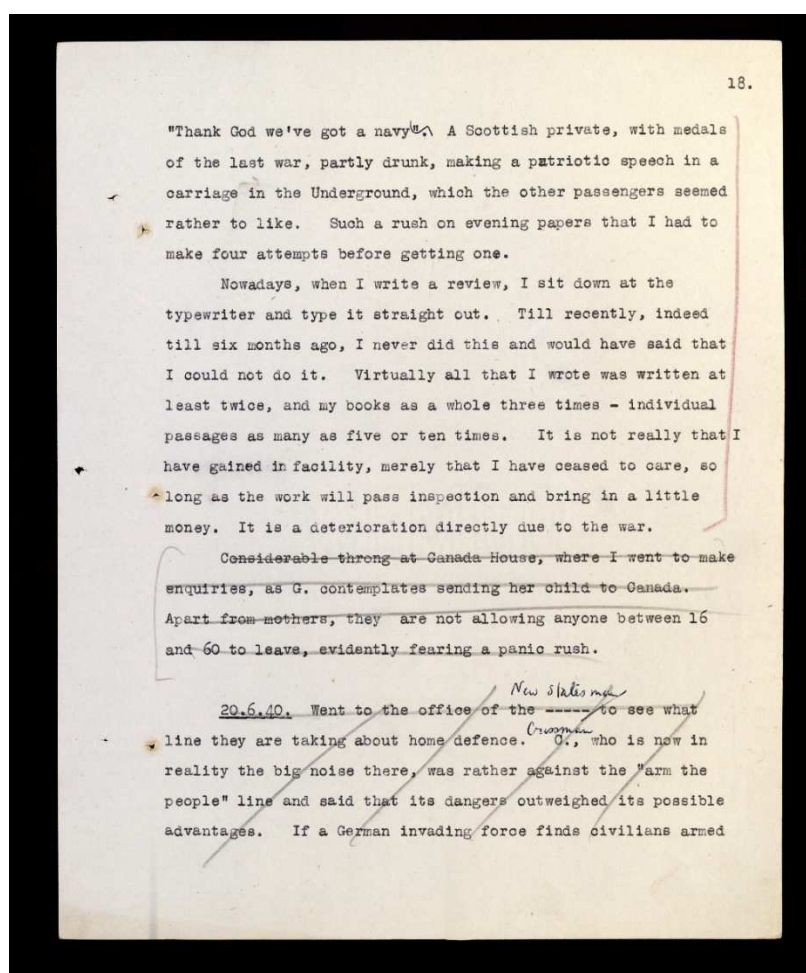 18.
"Thank God we've got a navy". A Scottish private, with medals
of the last war, partly drunk, making a patriotic speech in a
carriage in the Underground, which the other passengers seemed
rather to like. Such a rush on evening papers that I had to
make four attempts before getting one.
Nowadays, when I write a review, I sit down at the
typewriter and type it straight out. Till recently, indeed
till six months ago, I never did this and would have said that
I could not do it. Virtually all that I wrote was written at
least twice, and my books as a whole three times - individual
passages as many as five or ten times. It is not really that I
have gained in facility, merely that I have ceased to care, so
long as the work will pass inspection and bring in a little
money. It is a deterioration directly due to the war.
Considerable throng at Canada House, where I went to make
enquiries, as G. contemplates sending her child to Canada.
Apart from mothers, they are not allowing anyone between 16
and 60 to leave, evidently fearing a panic rush.
New Statesman
20.6.40. Went to the office of the ----- to see what
Crossman
line they are taking about home defence. C., who is now in
reality the big noise there, was rather against the "arm the
people" line and said that its dangers outweighed its possible
advantages. If a German invading force finds civilians armed